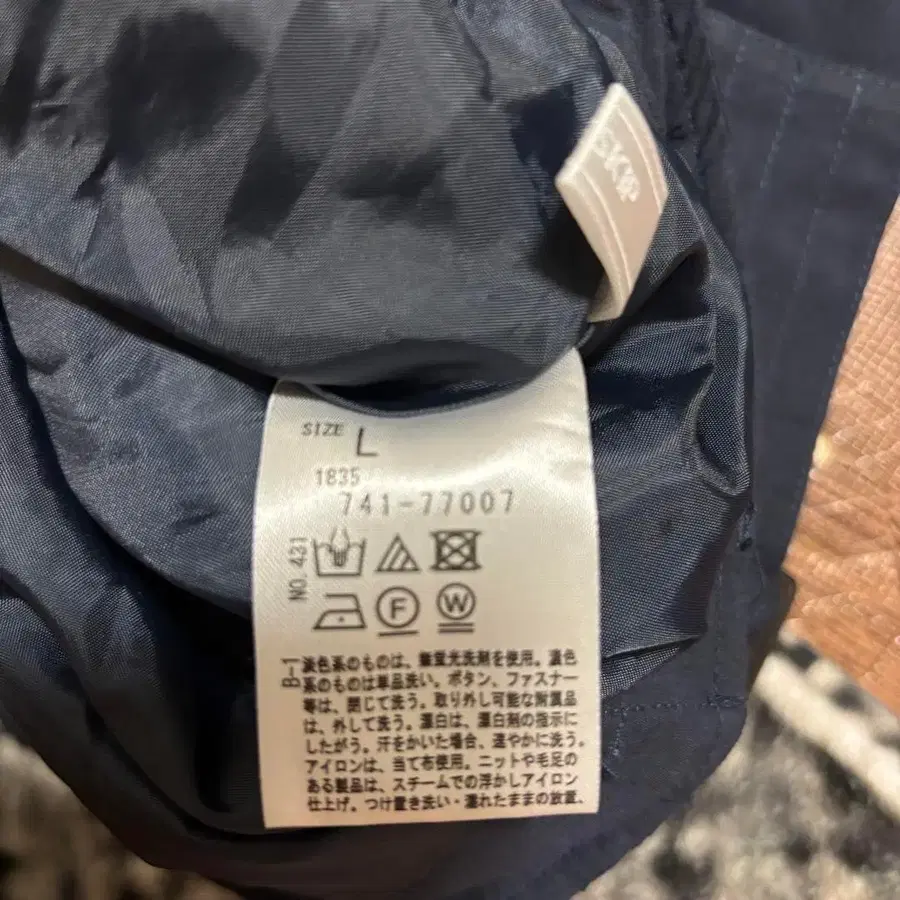 SIZE L
1835
741-77007
NO. 431
F W
B-1
淡色系のものは、無蛍光洗剤を使用。濃色
系のものは単品洗い。ボタン、ファスナー
等は、閉じて洗う。取り外し可能な附属品
は、外して洗う。漂白は、漂白剤の指示に
したがう。汗をかいた場合、速やかに洗う。
アイロンは、当て布使用。ニットや毛足の
ある製品は、スチームでの浮かしアイロン
仕上げ。つけ置き洗い・濡れたままの放置、